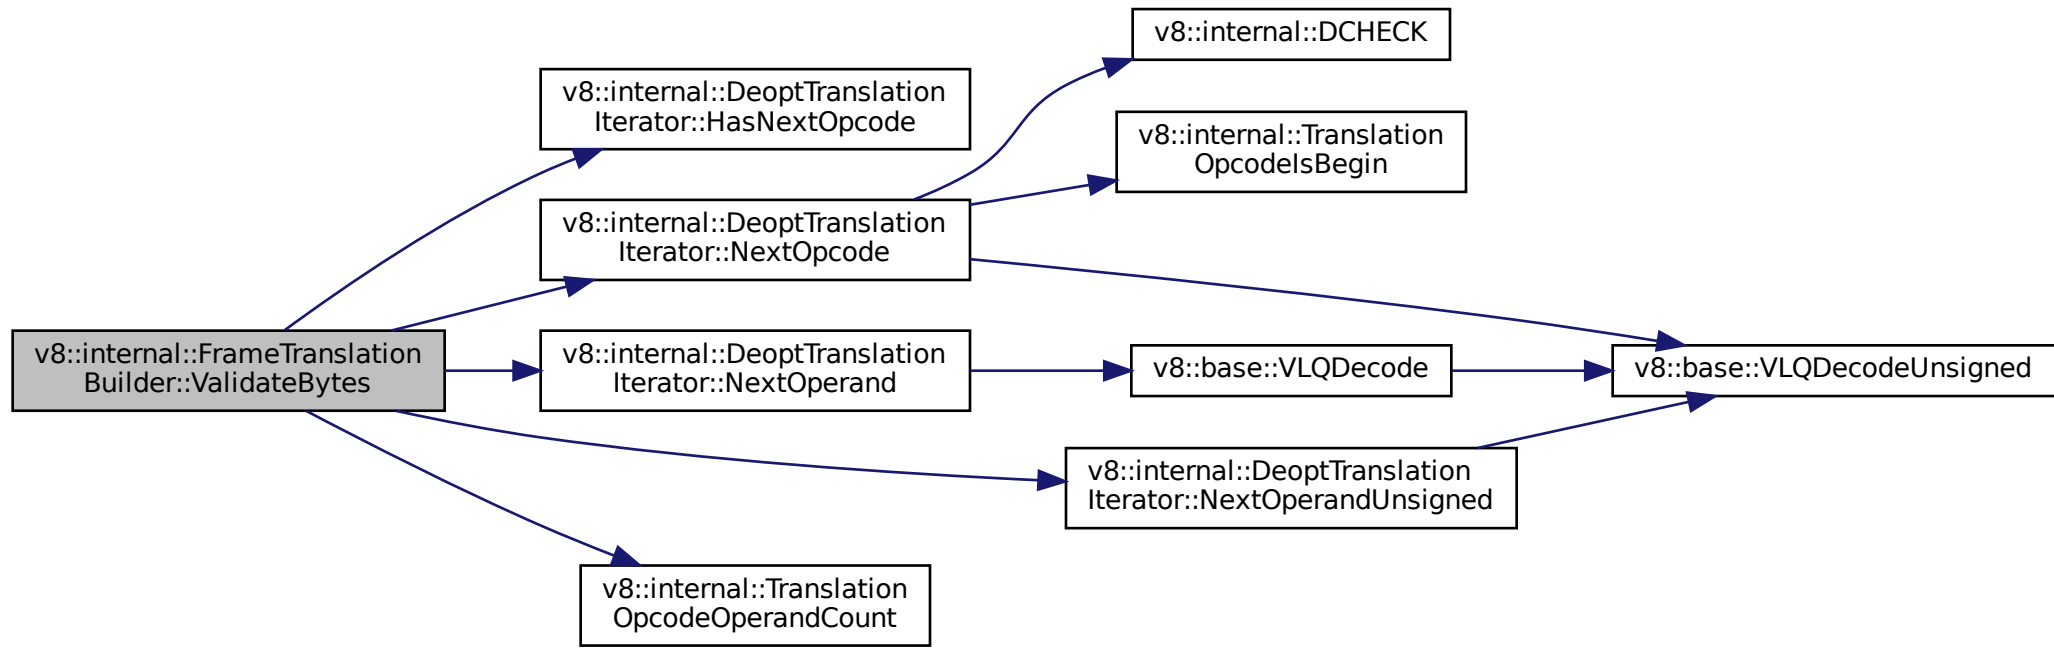 v8::internal::DCHECK
v8::internal::DeoptTranslation
Iterator::HasNextOpcode
v8::internal::Translation
OpcodeIsBegin
v8::internal::DeoptTranslation
Iterator::NextOpcode
v8::internal::FrameTranslation
Builder::ValidateBytes
v8::internal::DeoptTranslation
Iterator::NextOperand
v8::base::VLQDecode
v8::base::VLQDecodeUnsigned
v8::internal::DeoptTranslation
Iterator::NextOperandUnsigned
v8::internal::Translation
OpcodeOperandCount